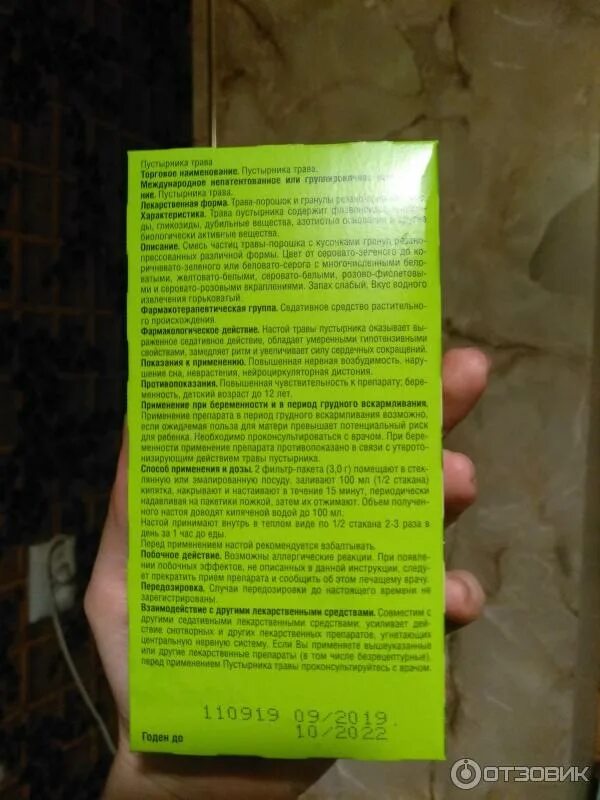 Пустырника трава
Торговое наименование. Пустырника трава.
Международное непатентованное или группировочное
ние. Пустырника трава.
Лекарственная форма. Трава-порошок и гранулы
Характеристика. Трава пустырника содержит
ды, гликозиды, дубильные вещества, азотистые основания и другие
биологически активные вещества.
Описание. Смесь частиц травы-порошка с кусочками гранул резано-
прессованных различной формы. Цвет от серовато-зеленого до ко-
ричневато-зеленого или беловато-серого с многочисленными бело-
ватыми, желтовато-белыми, серовато-белыми, розово-фиолетовы-
ми и серовато-розовыми вкраплениями. Запах слабый. Вкус водного
извлечения горьковатый.
Фармакотерапевтическая группа. Седативное средство растительно-
го происхождения.
Фармакологическое действие. Настой травы пустырника оказывает вы-
раженное седативное действие, обладает умеренными гипотензивными
свойствами, замедляет ритм и увеличивает силу сердечных сокращений.
Показания к применению. Повышенная нервная возбудимость, нару-
шение сна, неврастения, нейроциркуляторная дистония.
Противопоказания. Повышенная чувствительность к препарату; бере-
менность, детский возраст до 12 лет.
Применение при беременности и в период грудного вскармливания.
Применение препарата в период грудного вскармливания возможно,
если ожидаемая польза для матери превышает потенциальный риск
для ребенка. Необходимо проконсультироваться с врачом. При бере-
менности применение препарата противопоказано в связи с утерото-
низирующим действием травы пустырника.
Способ применения и дозы. 2 фильтр-пакета (3,0 г) помещают в стек-
лянную или эмалированную посуду, заливают 100 мл (1/2 стакана)
кипятка, накрывают и настаивают в течение 15 минут, периодически
надавливая на пакетики ложкой, затем их отжимают. Объем получен-
ного настоя доводят кипяченой водой до 100 мл.
Настой принимают внутрь в теплом виде по 1/2 стакана 2-3 раза в
день за 1 час до еды.
Перед применением настой рекомендуется взбалтывать.
Побочное действие. Возможны аллергические реакции. При появле-
нии побочных эффектов, не описанных в данной инструкции, следу-
ет прекратить прием препарата и сообщить об этом лечащему врачу.
Передозировка. Случаи передозировки до настоящего времени не
зарегистрированы.
Взаимодействие с другими лекарственными средствами. Совместим с
другими седативными лекарственными средствами; усиливает дей-
ствие снотворных и других лекарственных препаратов, угнетающих
центральную нервную систему. Если Вы применяете вышеуказанные
или другие лекарственные препараты (в том числе безрецептурные),
перед применением Пустырника травы проконсультируйтесь с врачом.
110919 09/2019
Годен до 10/2022
ОТЗОВИК